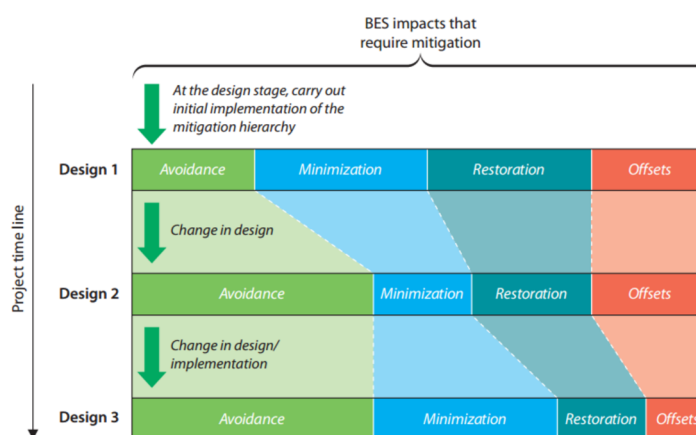 BES impacts that
require mitigation
At the design stage, carry out
initial implementation of the
mitigation hierarchy
Project time line
Design 1
Avoidance
Minimization
Restoration
Offsets
Change in design
Design 2
Avoidance
Minimization
Restoration
Offsets
Change in design/
implementation
Design 3
Avoidance
Minimization
Restoration
Offsets